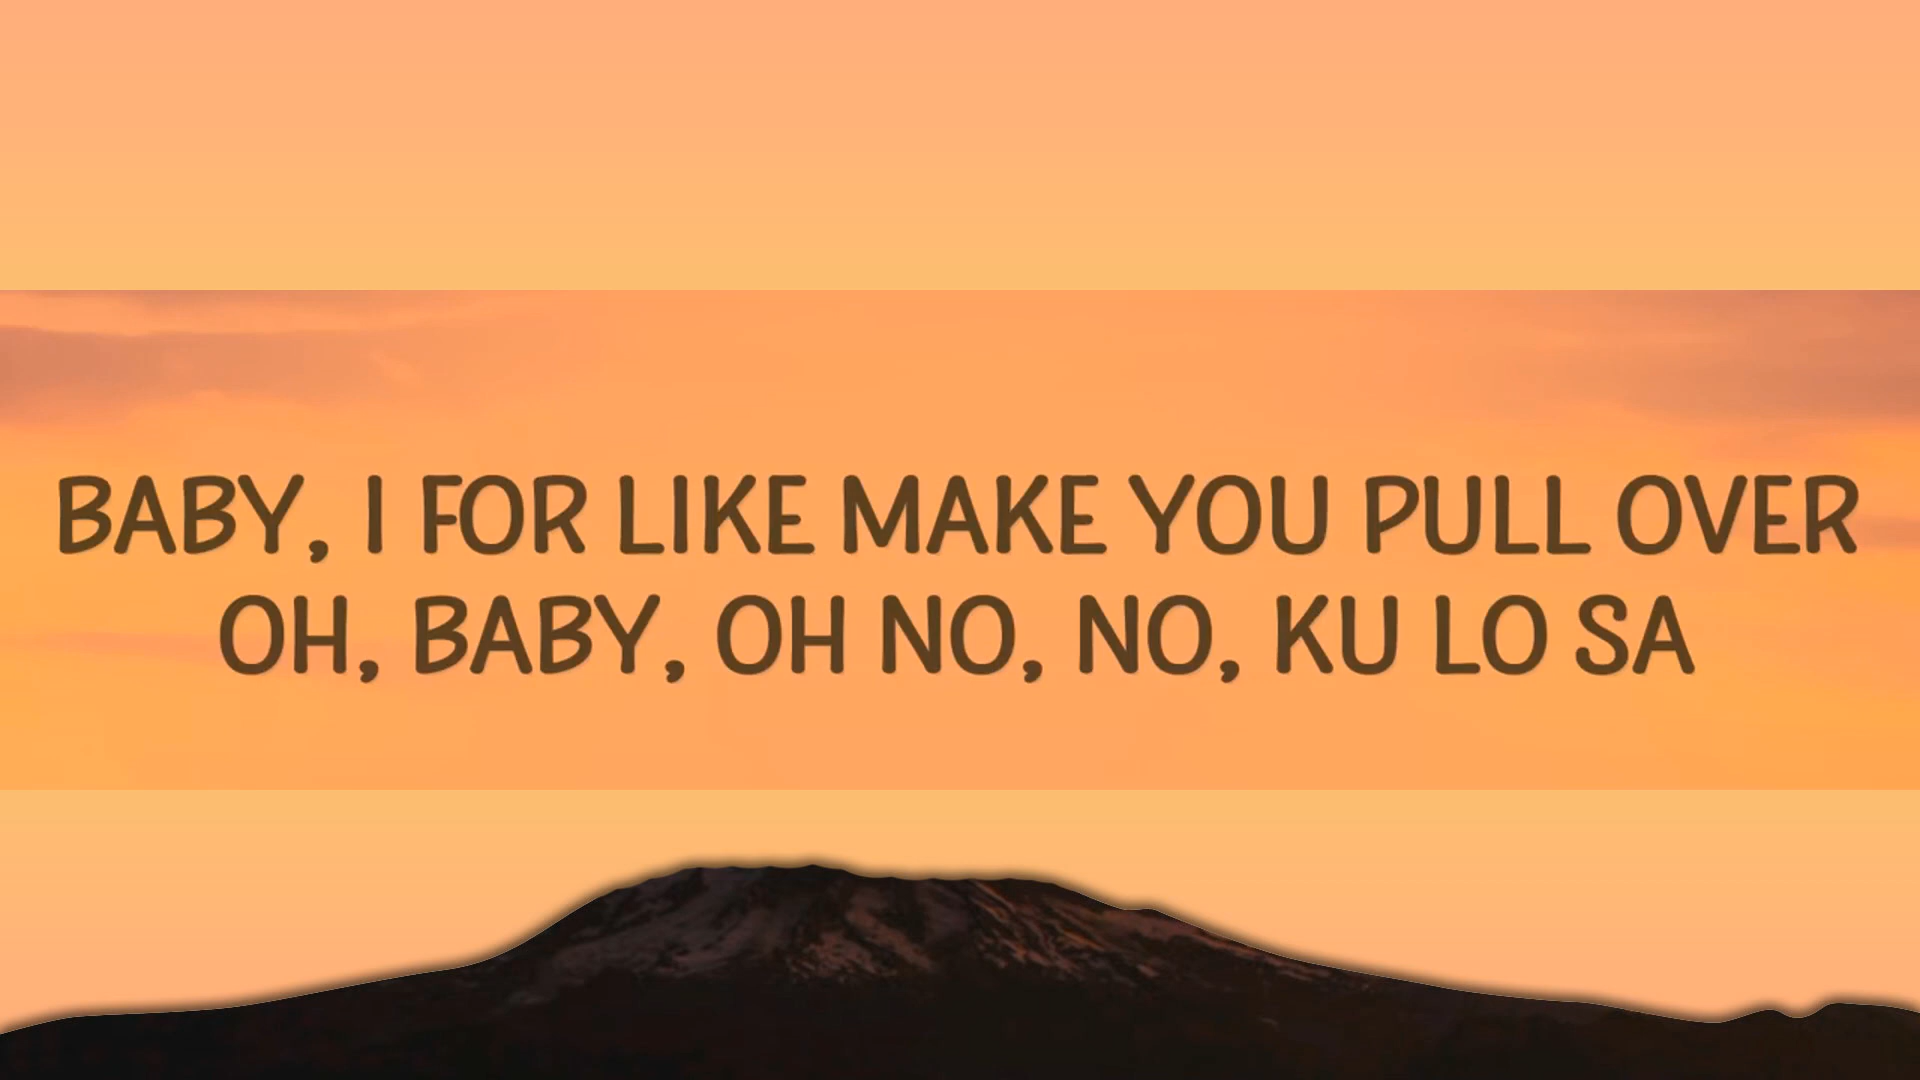 BABY, I FOR LIKE MAKE YOU PULL OVER
OH, BABY, OH NO, NO, KU LO SA